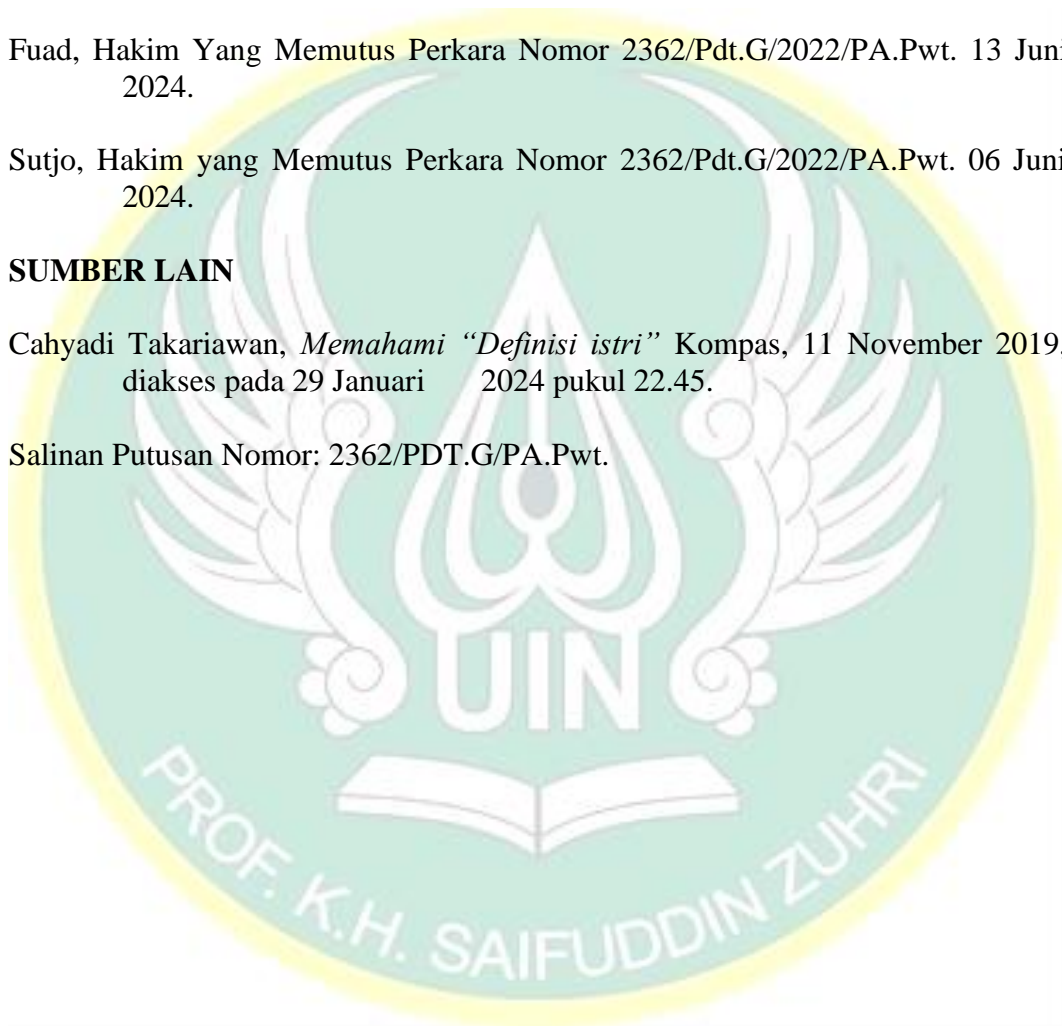 Fuad, Hakim Yang Memutus Perkara Nomor 2362/Pdt.G/2022/PA.Pwt. 13 Juni
2024.
Sutjo, Hakim yang Memutus Perkara Nomor 2362/Pdt.G/2022/PA.Pwt. 06 Juni
2024.
SUMBER LAIN
Cahyadi Takariawan, Memahami “Definisi istri” Kompas, 11 November 2019,
diakses pada 29 Januari 2024 pukul 22.45.
Salinan Putusan Nomor: 2362/PDT.G/PA.Pwt.
UIN
PROF. K.H. SAIFUDDIN ZUHRI